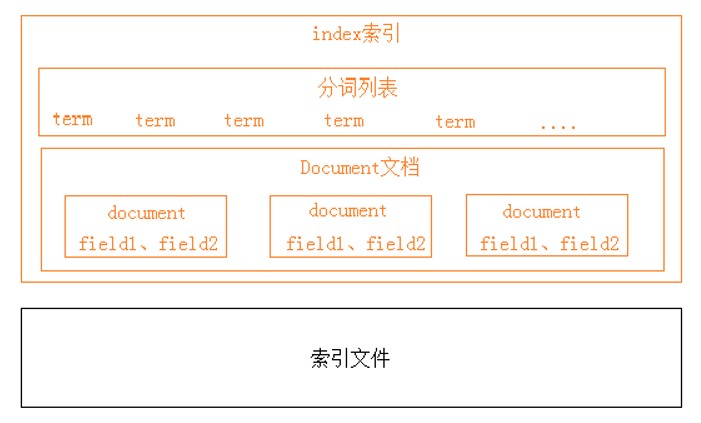 index索引
分词列表
term term term term term ....
Document文档
document document document
field1、field2 field1、field2 field1、field2
索引文件